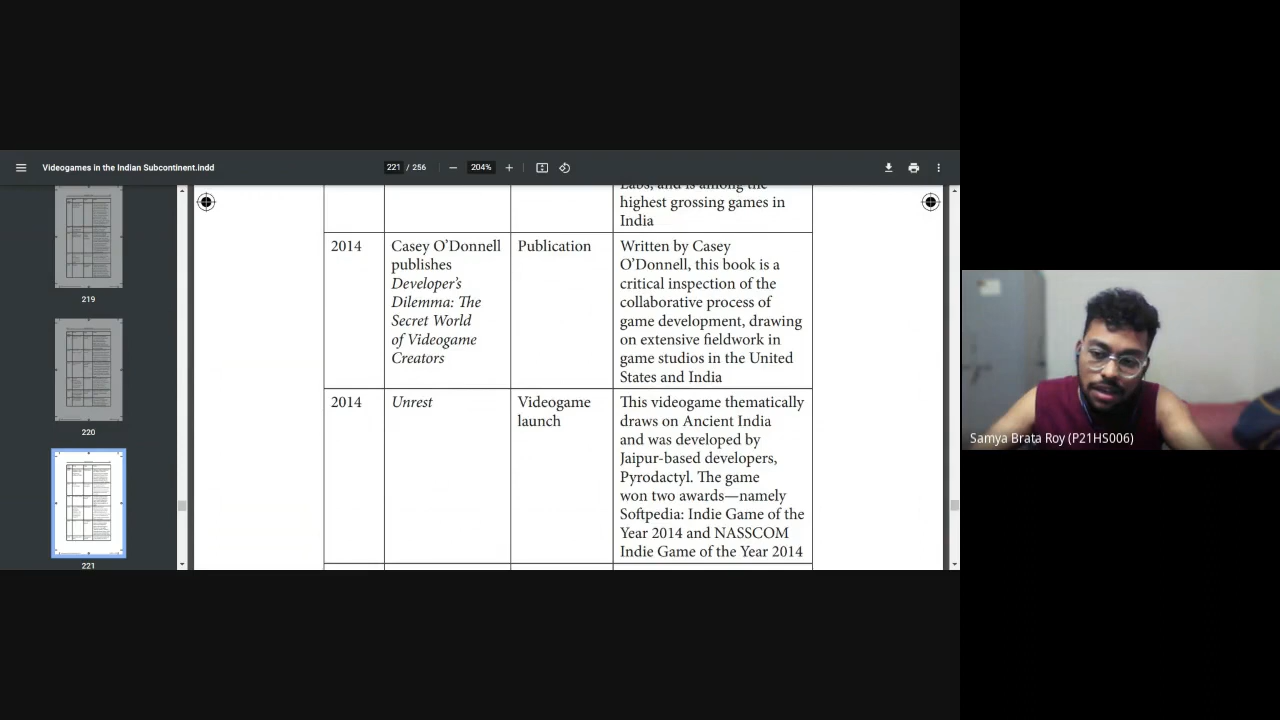 Videogames in the Indian Subcontinent.indd
221 / 256
204%
219
220
221
Labs, and is among the
highest grossing games in
India
2014
Casey O'Donnell
publishes
Developer's
Dilemma: The
Secret World
of Videogame
Creators
Publication
Written by Casey
O'Donnell, this book is a
critical inspection of the
collaborative process of
game development, drawing
on extensive fieldwork in
game studios in the United
States and India
2014
Unrest
Videogame
launch
This videogame thematically
draws on Ancient India
and was developed by
Jaipur-based developers,
Pyrodactyl. The game
won two awards—namely
Softpedia: Indie Game of the
Year 2014 and NASSCOM
Indie Game of the Year 2014
Samya Brata Roy (P21HS006)